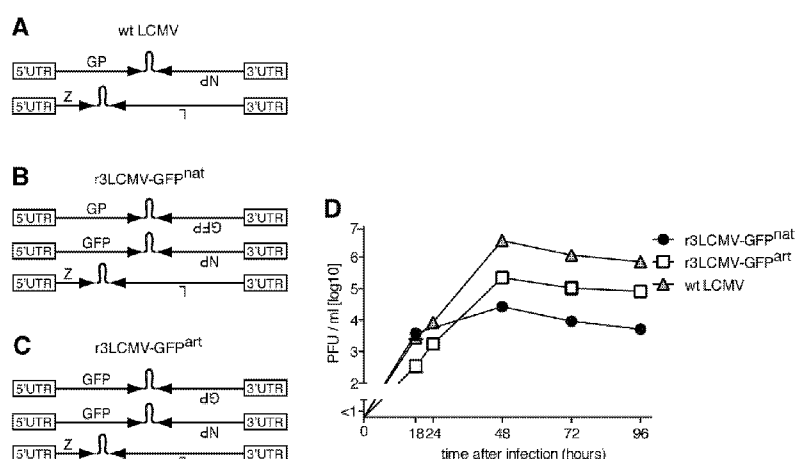 A
wt LCMV
5'UTR GP NP 3'UTR
5'UTR Z L 3'UTR
B
r3LCMV-GFPnat
5'UTR GP GFP 3'UTR
5'UTR GFP NP 3'UTR
5'UTR Z L 3'UTR
C
r3LCMV-GFPart
5'UTR GFP GP 3'UTR
5'UTR GFP NP 3'UTR
5'UTR Z 3'UTR
D
PFU / ml [log10]
7
6
5
4
3
2
<1
0 18 24 48 72 96
time after infection (hours)
r3LCMV-GFPnat
r3LCMV-GFPart
wt LCMV